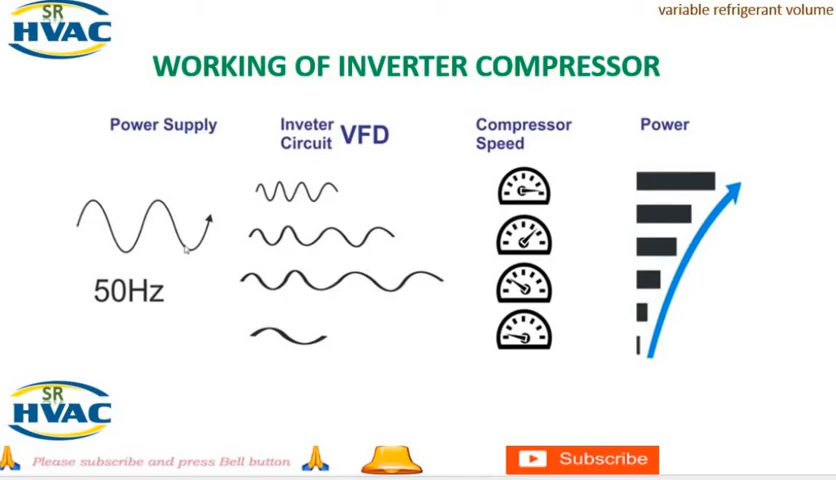 SR
HVAC
variable refrigerant volume
WORKING OF INVERTER COMPRESSOR
Power Supply
Inveter
Circuit VFD
Compressor
Speed
Power
50Hz
SR
HVAC
Please subscribe and press Bell button
Subscribe